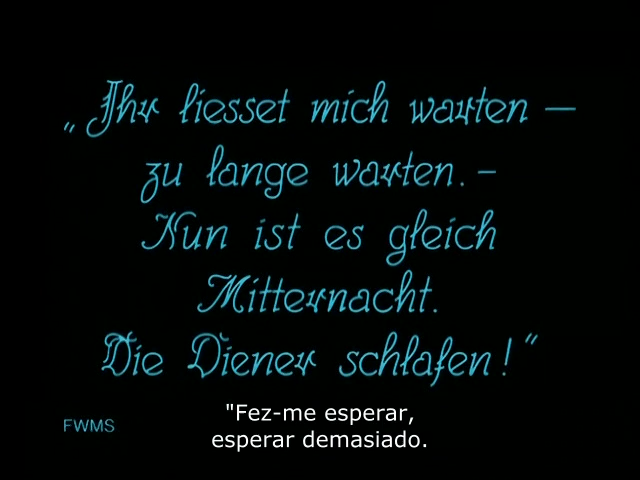 „Ihr liesset mich warten —
zu lange warten. –
Nun ist es gleich
Mitternacht.
Die Diener schlafen!“
"Fez-me esperar,
FWMS
esperar demasiado.